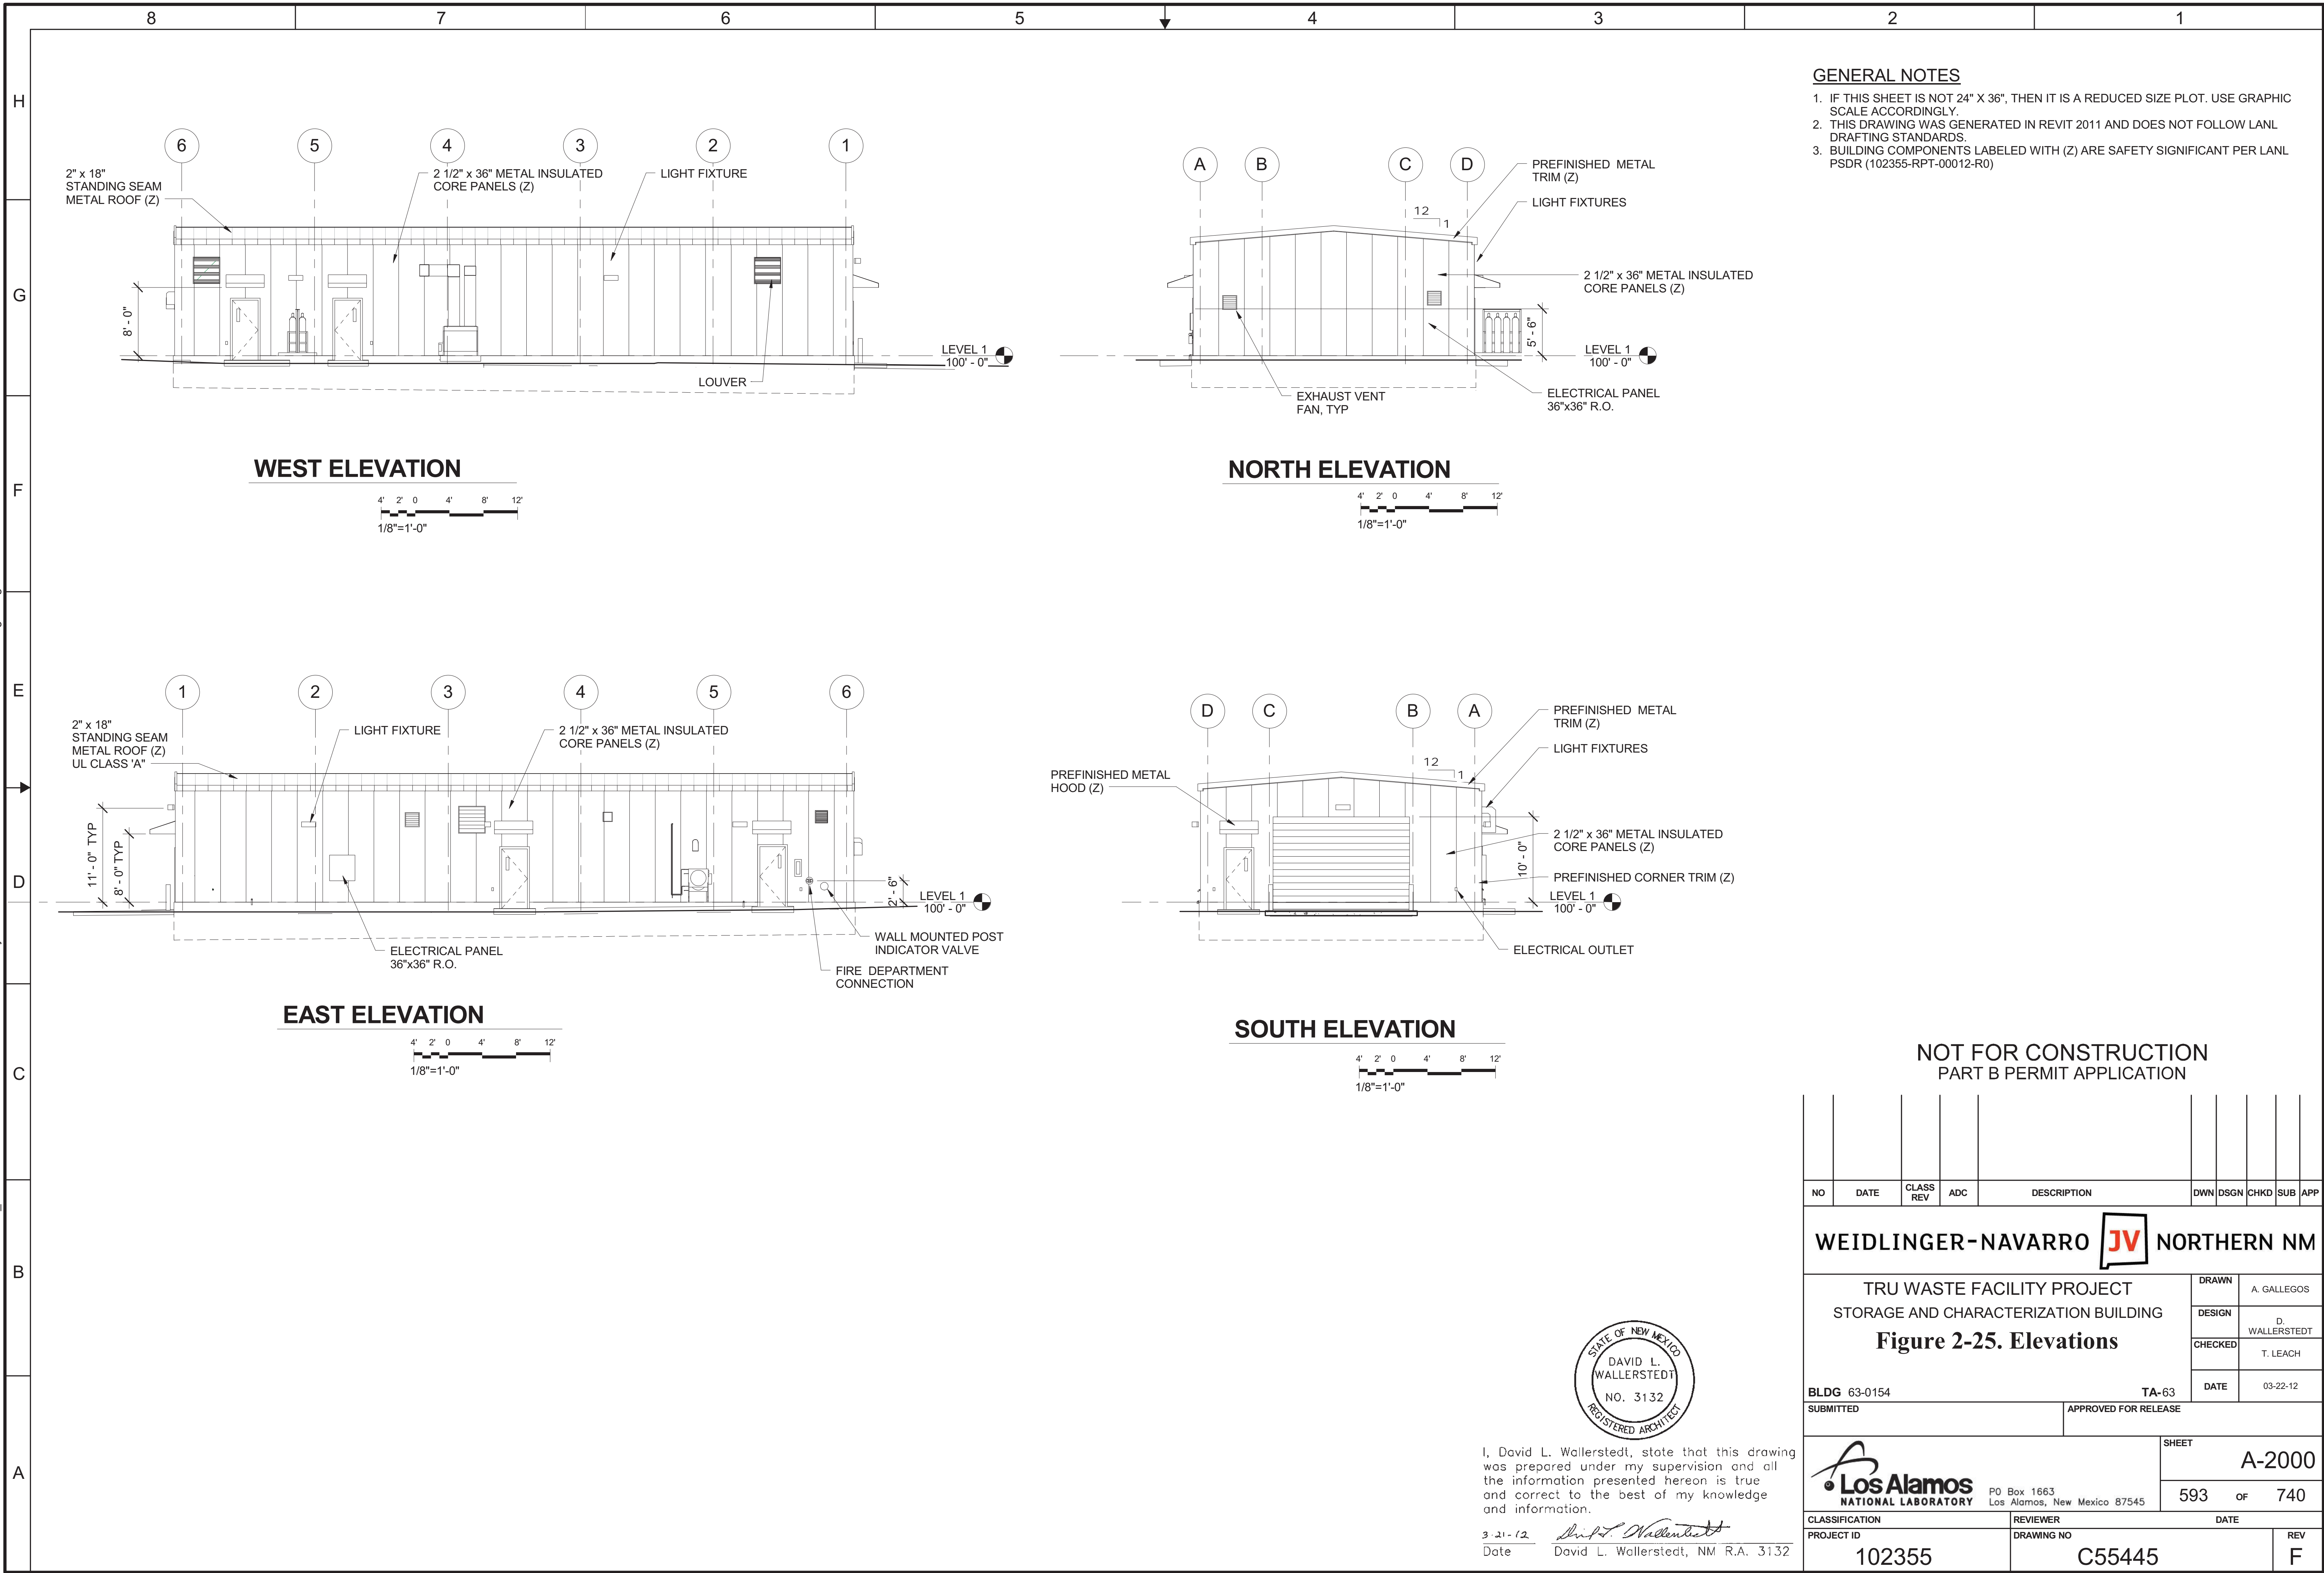 8 7 6 5 4 3 2 1
H
G
F
E
D
C
B
A
GENERAL NOTES
1. IF THIS SHEET IS NOT 24" X 36", THEN IT IS A REDUCED SIZE PLOT. USE GRAPHIC
SCALE ACCORDINGLY.
2. THIS DRAWING WAS GENERATED IN REVIT 2011 AND DOES NOT FOLLOW LANL
DRAFTING STANDARDS.
3. BUILDING COMPONENTS LABELED WITH (Z) ARE SAFETY SIGNIFICANT PER LANL
PSDR (102355-RPT-00012-R0)
6 5 4 3 2 1
2" x 18"
STANDING SEAM
METAL ROOF (Z)
2 1/2" x 36" METAL INSULATED
CORE PANELS (Z)
LIGHT FIXTURE
8' - 0"
LEVEL 1
100' - 0"
LOUVER
WEST ELEVATION
4' 2' 0 4' 8' 12'
1/8"=1'-0"
A B C D
PREFINISHED METAL
TRIM (Z)
12
1
LIGHT FIXTURES
2 1/2" x 36" METAL INSULATED
CORE PANELS (Z)
5' - 6"
LEVEL 1
100' - 0"
EXHAUST VENT
FAN, TYP
ELECTRICAL PANEL
36"x36" R.O.
NORTH ELEVATION
4' 2' 0 4' 8' 12'
1/8"=1'-0"
1 2 3 4 5 6
2" x 18"
STANDING SEAM
METAL ROOF (Z)
UL CLASS 'A"
LIGHT FIXTURE
2 1/2" x 36" METAL INSULATED
CORE PANELS (Z)
11' - 0" TYP
8' - 0" TYP
2' - 6"
LEVEL 1
100' - 0"
ELECTRICAL PANEL
36"x36" R.O.
WALL MOUNTED POST
INDICATOR VALVE
FIRE DEPARTMENT
CONNECTION
EAST ELEVATION
4' 2' 0 4' 8' 12'
1/8"=1'-0"
D C B A
PREFINISHED METAL
TRIM (Z)
LIGHT FIXTURES
12
1
PREFINISHED METAL
HOOD (Z)
2 1/2" x 36" METAL INSULATED
CORE PANELS (Z)
10' - 0"
PREFINISHED CORNER TRIM (Z)
LEVEL 1
100' - 0"
ELECTRICAL OUTLET
SOUTH ELEVATION
4' 2' 0 4' 8' 12'
1/8"=1'-0"
NOT FOR CONSTRUCTION
PART B PERMIT APPLICATION
NO DATE CLASS REV ADC DESCRIPTION DWN DSGN CHKD SUB APP
WEIDLINGER-NAVARRO JV NORTHERN NM
TRU WASTE FACILITY PROJECT
STORAGE AND CHARACTERIZATION BUILDING
Figure 2-25. Elevations
BLDG 63-0154 TA-63
DRAWN A. GALLEGOS
DESIGN D. WALLERSTEDT
CHECKED T. LEACH
DATE 03-22-12
SUBMITTED APPROVED FOR RELEASE
Los Alamos
NATIONAL LABORATORY
PO Box 1663
Los Alamos, New Mexico 87545
SHEET
A-2000
593 OF 740
CLASSIFICATION REVIEWER DATE
PROJECT ID DRAWING NO REV
102355 C55445 F
STATE OF NEW MEXICO
DAVID L.
WALLERSTEDT
NO. 3132
REGISTERED ARCHITECT
I, David L. Wallerstedt, state that this drawing
was prepared under my supervision and all
the information presented hereon is true
and correct to the best of my knowledge
and information.
3-21-12 David L. Wallerstedt
Date David L. Wallerstedt, NM R.A. 3132